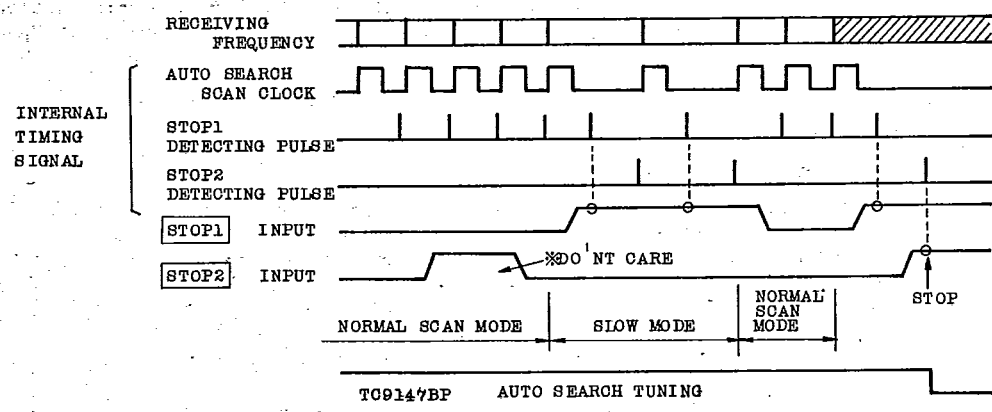 RECEIVING
FREQUENCY
AUTO SEARCH
SCAN CLOCK
INTERNAL
TIMING
SIGNAL
STOP1
DETECTING PULSE
STOP2
DETECTING PULSE
STOP1 INPUT
STOP2 INPUT
※DO'NT CARE
STOP
NORMAL SCAN MODE
SLOW MODE
NORMAL
SCAN
MODE
TC9147BP AUTO SEARCH TUNING